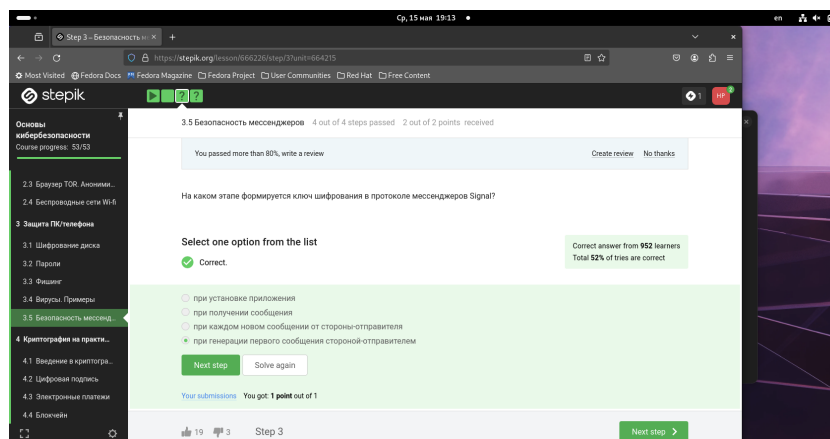 Ср, 15 мая 19:13
en
Step 3 – Безопасность ме
https://stepik.org/lesson/666226/step/3?unit=664215
Most Visited Fedora Docs Fedora Magazine Fedora Project User Communities Red Hat Free Content
stepik
1
HP
2
Основы
кибербезопасности
Course progress: 53/53
3.5 Безопасность мессенджеров 4 out of 4 steps passed 2 out of 2 points received
You passed more than 80%, write a review
Create review No thanks
2.3 Браузер TOR. Аноними...
2.4 Беспроводные сети Wi-fi
3 Защита ПК/телефона
3.1 Шифрование диска
3.2 Пароли
3.3 Фишинг
3.4 Вирусы. Примеры
3.5 Безопасность мессенд...
4 Криптография на практи...
4.1 Введение в криптогра...
4.2 Цифровая подпись
4.3 Электронные платежи
4.4 Блокчейн
На каком этапе формируется ключ шифрования в протоколе мессенджеров Signal?
Select one option from the list
Correct.
Correct answer from 952 learners
Total 52% of tries are correct
при установке приложения
при получении сообщения
при каждом новом сообщении от стороны-отправителя
при генерации первого сообщения стороной-отправителем
Next step Solve again
Your submissions You got: 1 point out of 1
19 3 Step 3
Next step